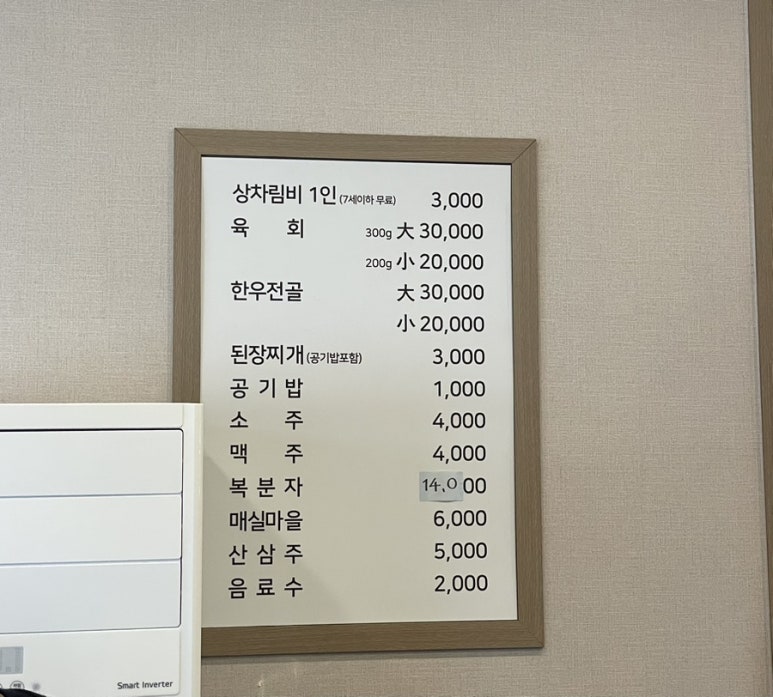 상차림비 1인 (7세이하 무료) 3,000
육 회 300g 大 30,000
200g 小 20,000
한우전골 大 30,000
小 20,000
된장찌개 (공기밥포함) 3,000
공 기 밥 1,000
소 주 4,000
맥 주 4,000
복 분 자 14,000
매실마을 6,000
산 삼 주 5,000
음 료 수 2,000
Smart Inverter